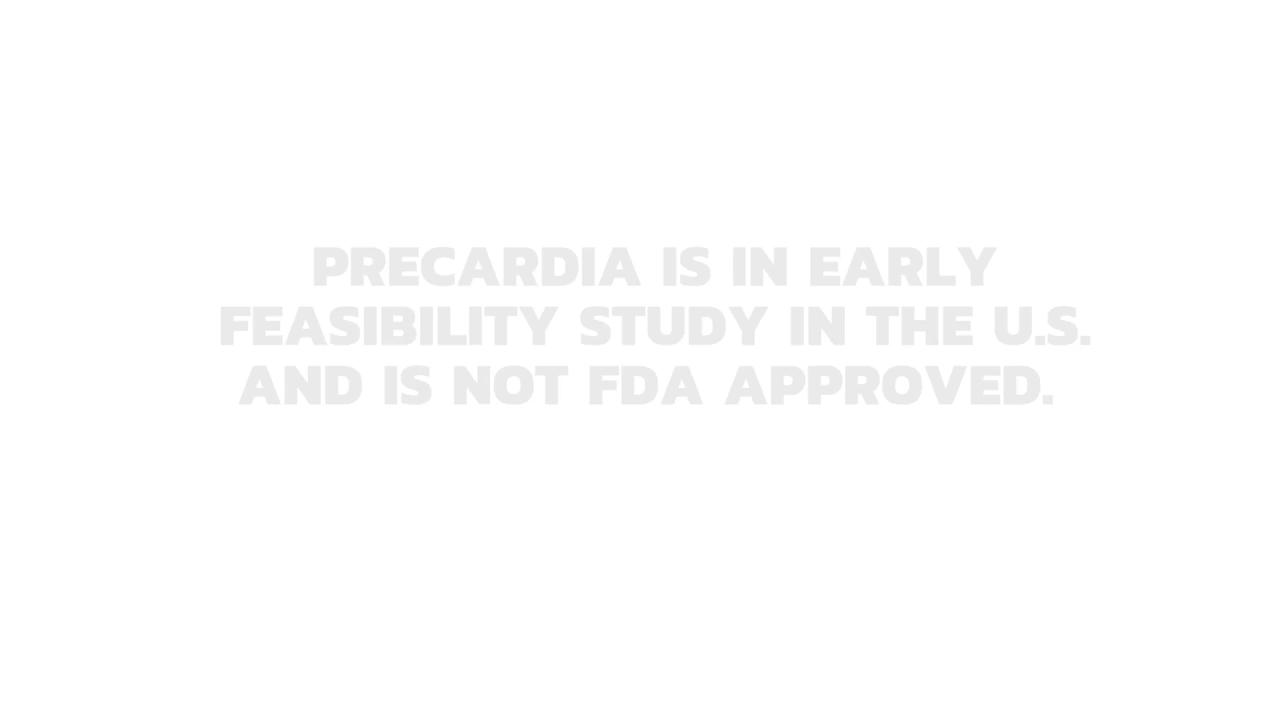 PRECARDIA IS IN EARLY
FEASIBILITY STUDY IN THE U.S.
AND IS NOT FDA APPROVED.